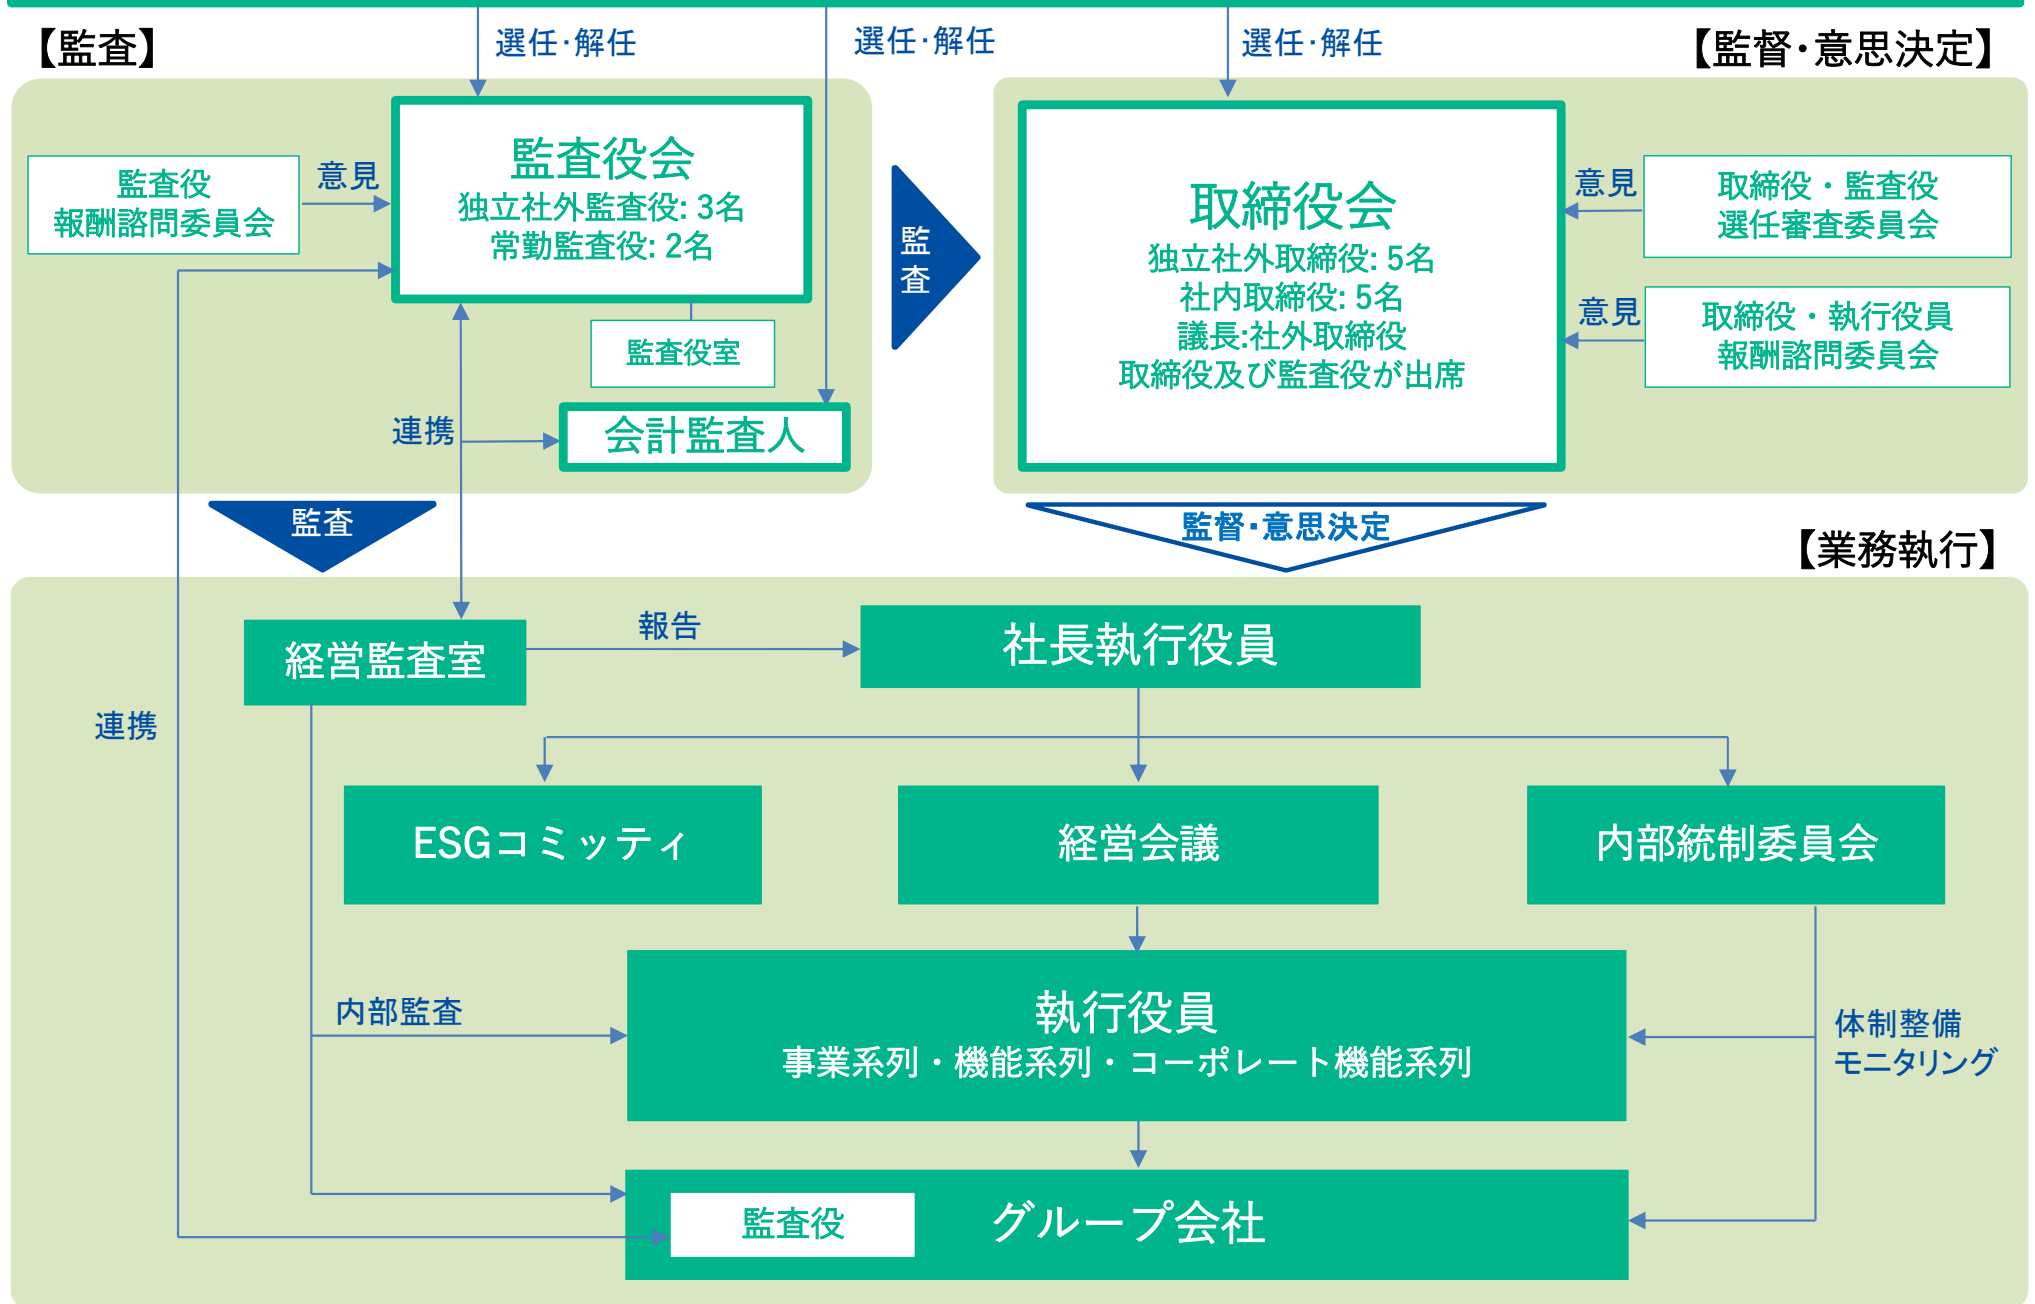 選任･解任
選任･解任
選任･解任
【監査】
【監督･意思決定】
監査役会
独立社外監査役: 3名
常勤監査役: 2名
監査役
報酬諮問委員会
意見
監査役室
会計監査人
連携
監
査
取締役会
独立社外取締役: 5名
社内取締役: 5名
議長:社外取締役
取締役及び監査役が出席
意見
取締役・監査役
選任審査委員会
意見
取締役・執行役員
報酬諮問委員会
監査
監督･意思決定
【業務執行】
経営監査室
報告
社長執行役員
連携
ESGコミッティ
経営会議
内部統制委員会
内部監査
執行役員
事業系列・機能系列・コーポレート機能系列
体制整備
モニタリング
監査役
グループ会社